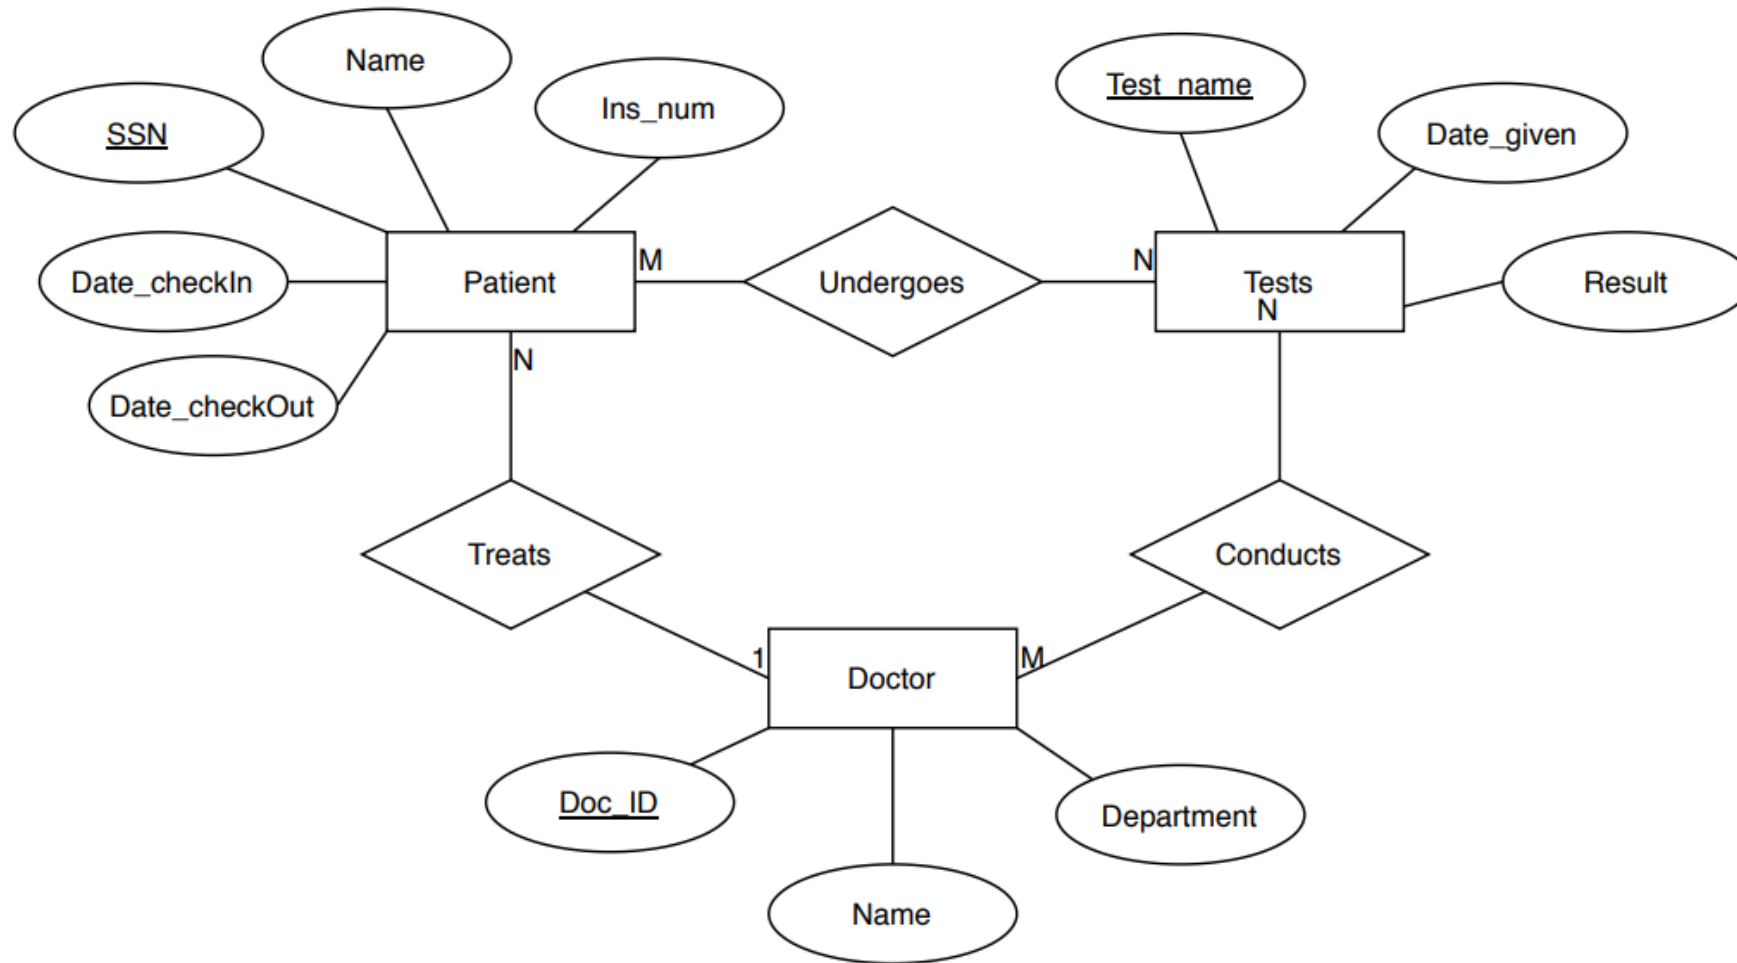 Name
Test_name
Ins_num
SSN
Date_given
M
N
Date_checkIn
Patient
Undergoes
Tests
Result
N
N
Date_checkOut
Treats
Conducts
1
M
Doctor
Doc_ID
Department
Name